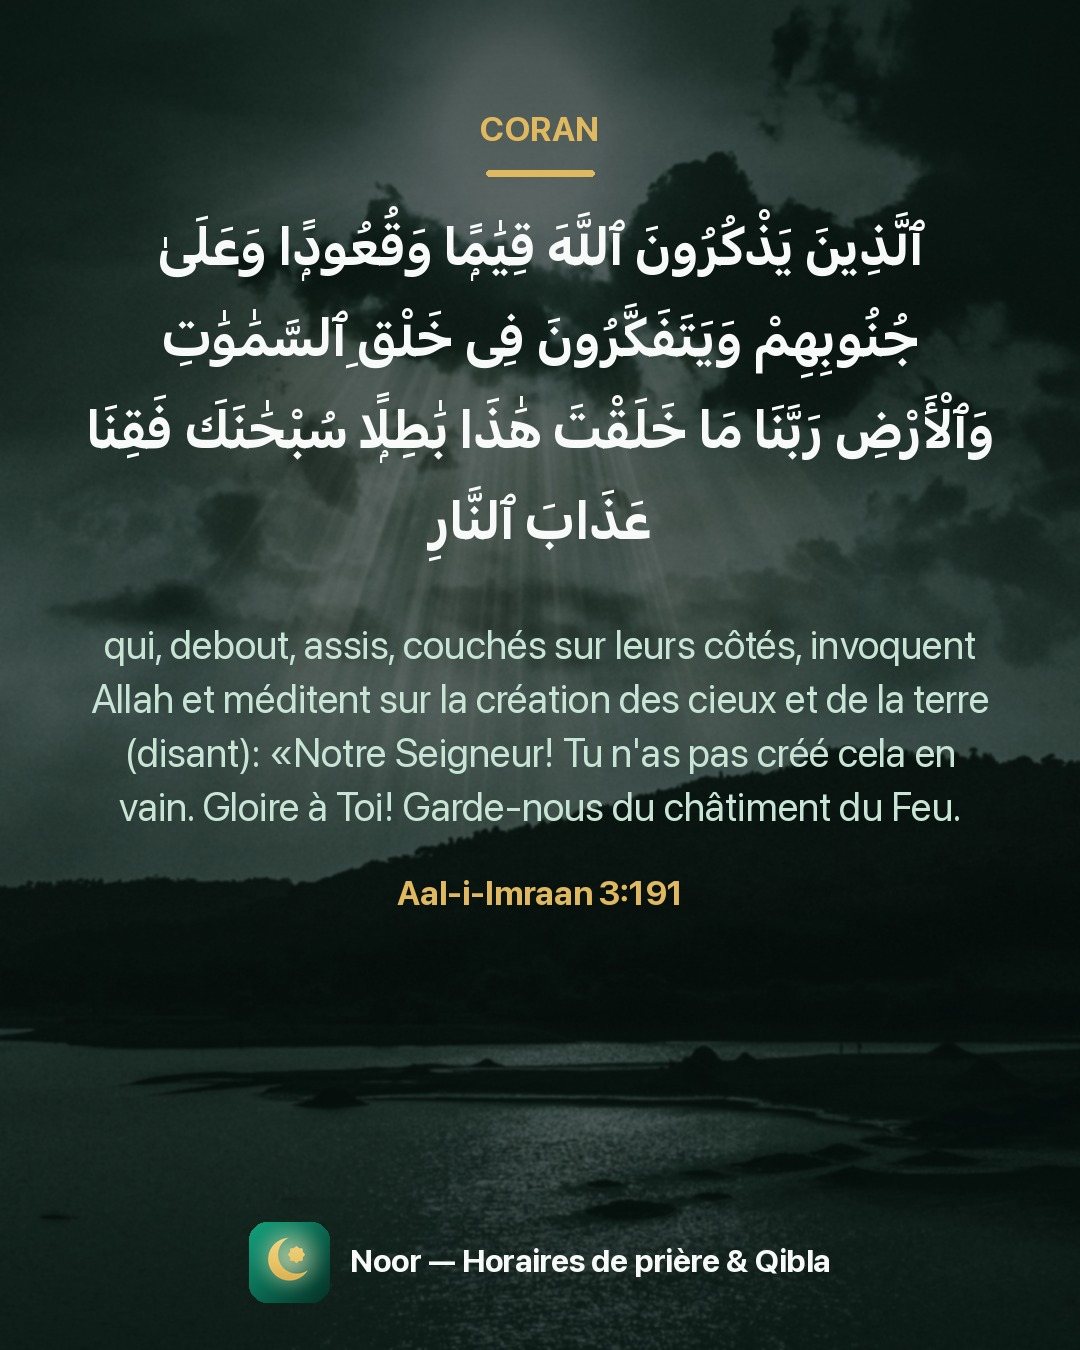 CORAN
ٱلَّذِينَ يَذْكُرُونَ ٱللَّهَ قِيَٰمًۭا وَقُعُودًۭا وَعَلَىٰ
جُنُوبِهِمْ وَيَتَفَكَّرُونَ فِى خَلْقِ ٱلسَّمَٰوَٰتِ
وَٱلْأَرْضِ رَبَّنَا مَا خَلَقْتَ هَٰذَا بَٰطِلًۭا سُبْحَٰنَكَ فَقِنَا
عَذَابَ ٱلنَّارِ
qui, debout, assis, couchés sur leurs côtés, invoquent
Allah et méditent sur la création des cieux et de la terre
(disant): «Notre Seigneur! Tu n'as pas créé cela en
vain. Gloire à Toi! Garde-nous du châtiment du Feu.
Aal-i-Imraan 3:191
Noor — Horaires de prière & Qibla